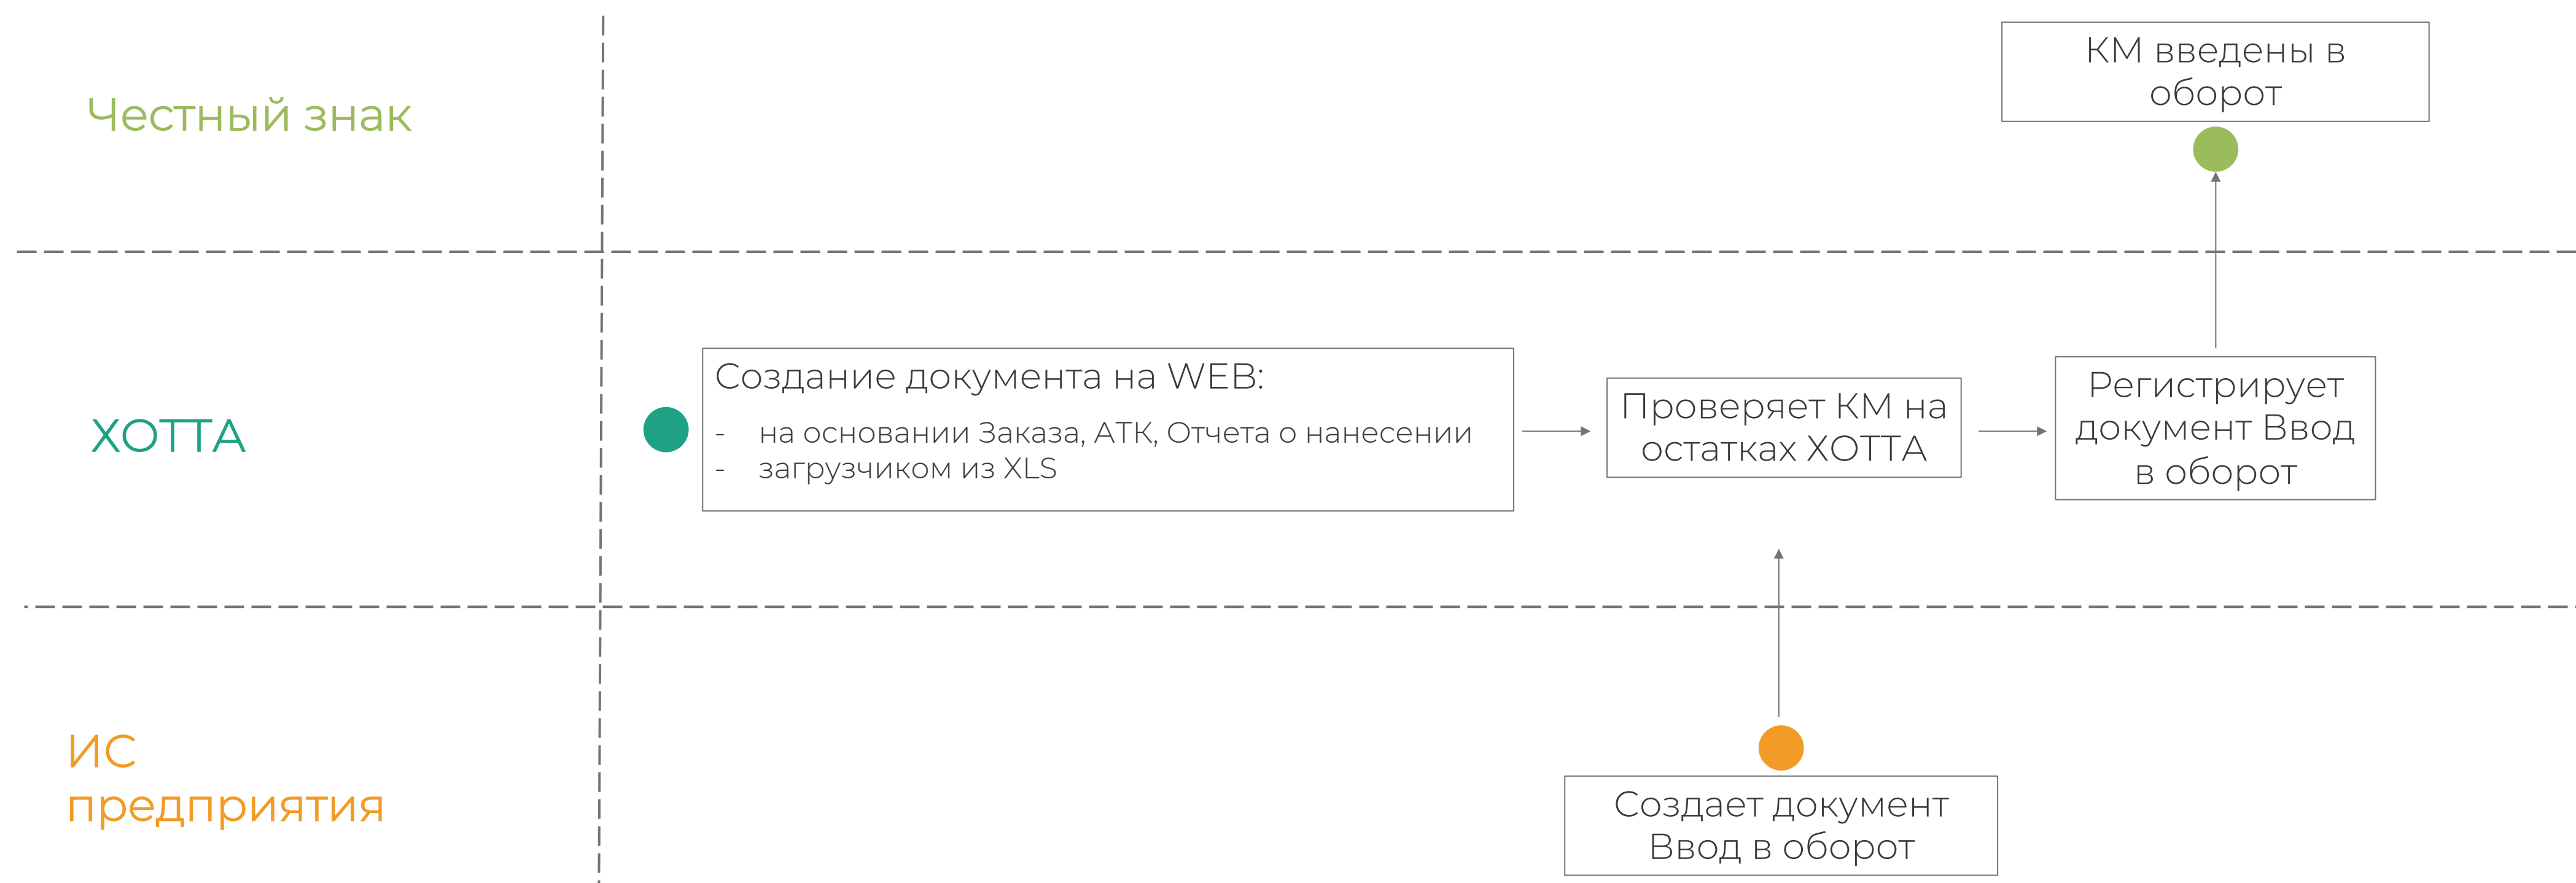 КМ введены в
оборот
Честный знак
ХОТТА
Создание документа на WEB:
- на основании Заказа, АТК, Отчета о нанесении
- загрузчиком из XLS
Проверяет КМ на
остатках ХОТТА
Регистрирует
документ Ввод
в оборот
ИС
предприятия
Создает документ
Ввод в оборот